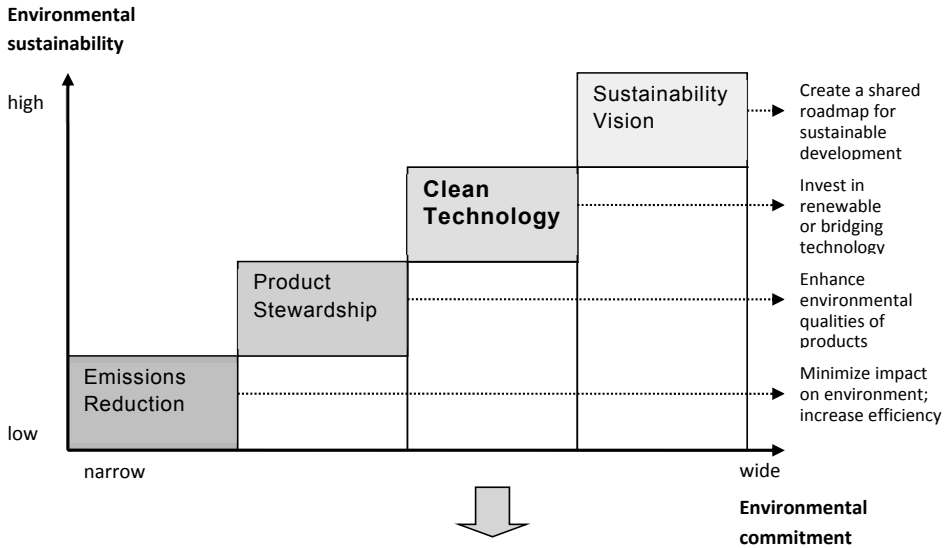 Environmental
sustainability
high
Sustainability
Vision
Create a shared
roadmap for
sustainable
development
Clean
Technology
Invest in
renewable
or bridging
technology
Product
Stewardship
Enhance
environmental
qualities of
products
Emissions
Reduction
Minimize impact
on environment;
increase efficiency
low
narrow
wide
Environmental
commitment